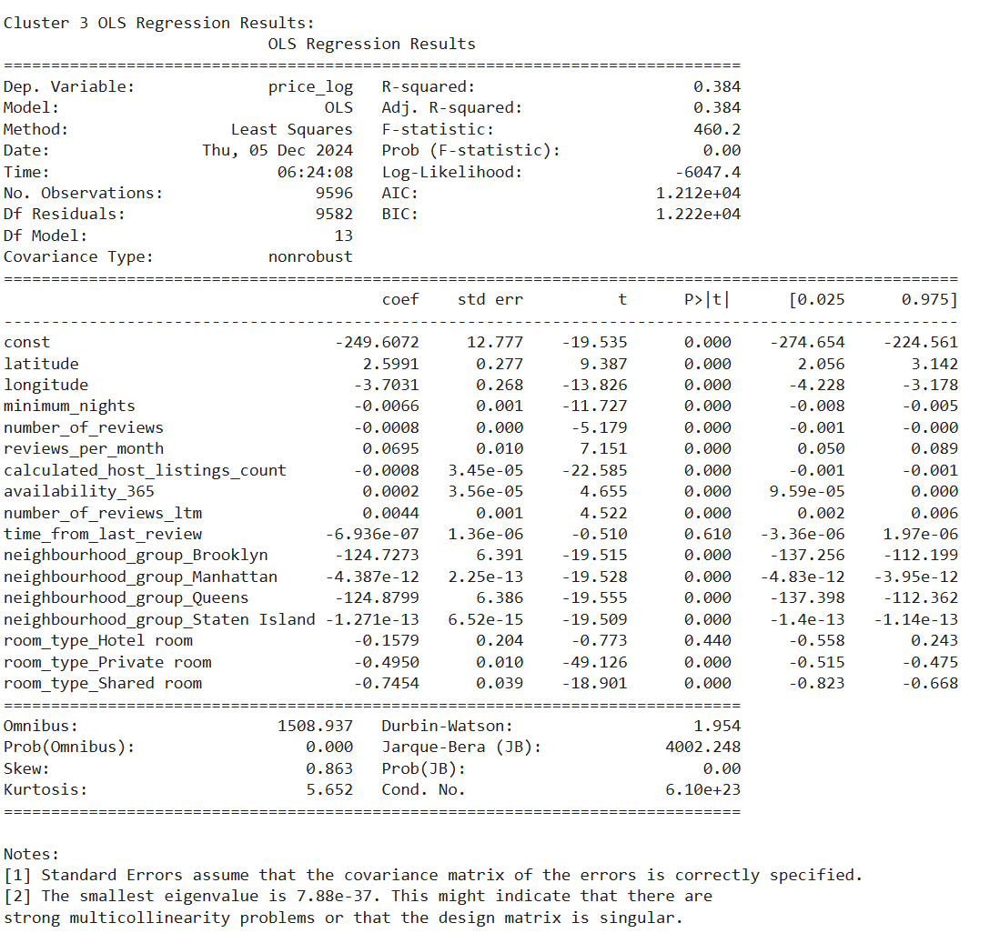 Cluster 3 OLS Regression Results:
                            OLS Regression Results
==============================================================================
Dep. Variable:              price_log   R-squared:                       0.384
Model:                            OLS   Adj. R-squared:                  0.384
Method:                 Least Squares   F-statistic:                     460.2
Date:                Thu, 05 Dec 2024   Prob (F-statistic):               0.00
Time:                        06:24:08   Log-Likelihood:                -6047.4
No. Observations:                9596   AIC:                         1.212e+04
Df Residuals:                    9582   BIC:                         1.222e+04
Df Model:                          13
Covariance Type:            nonrobust
=====================================================================================================
                                        coef    std err          t      P>|t|      [0.025      0.975]
-----------------------------------------------------------------------------------------------------
const                              -249.6072     12.777    -19.535      0.000    -274.654    -224.561
latitude                              2.5991      0.277      9.387      0.000       2.056       3.142
longitude                            -3.7031      0.268    -13.826      0.000      -4.228      -3.178
minimum_nights                       -0.0066      0.001    -11.727      0.000      -0.008      -0.005
number_of_reviews                    -0.0008      0.000     -5.179      0.000      -0.001      -0.000
reviews_per_month                     0.0695      0.010      7.151      0.000       0.050       0.089
calculated_host_listings_count       -0.0008   3.45e-05    -22.585      0.000      -0.001      -0.001
availability_365                      0.0002   3.56e-05      4.655      0.000    9.59e-05       0.000
number_of_reviews_ltm                 0.0044      0.001      4.522      0.000       0.002       0.006
time_from_last_review             -6.936e-07   1.36e-06     -0.510      0.610   -3.36e-06    1.97e-06
neighbourhood_group_Brooklyn       -124.7273      6.391    -19.515      0.000    -137.256    -112.199
neighbourhood_group_Manhattan     -4.387e-12   2.25e-13    -19.528      0.000   -4.83e-12   -3.95e-12
neighbourhood_group_Queens         -124.8799      6.386    -19.555      0.000    -137.398    -112.362
neighbourhood_group_Staten Island -1.271e-13   6.52e-15    -19.509      0.000    -1.4e-13   -1.14e-13
room_type_Hotel room                 -0.1579      0.204     -0.773      0.440      -0.558       0.243
room_type_Private room               -0.4950      0.010    -49.126      0.000      -0.515      -0.475
room_type_Shared room                -0.7454      0.039    -18.901      0.000      -0.823      -0.668
==============================================================================
Omnibus:                     1508.937   Durbin-Watson:                   1.954
Prob(Omnibus):                  0.000   Jarque-Bera (JB):             4002.248
Skew:                           0.863   Prob(JB):                         0.00
Kurtosis:                       5.652   Cond. No.                     6.10e+23
==============================================================================

Notes:
[1] Standard Errors assume that the covariance matrix of the errors is correctly specified.
[2] The smallest eigenvalue is 7.88e-37. This might indicate that there are
strong multicollinearity problems or that the design matrix is singular.